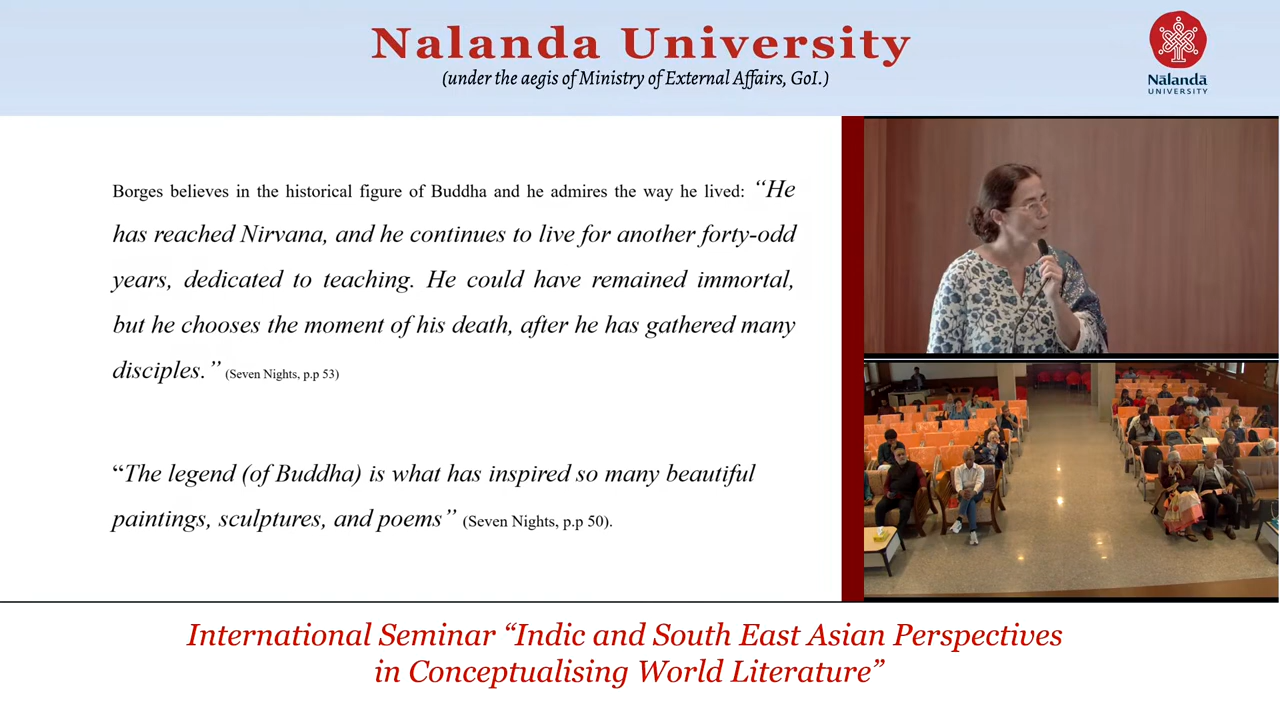 Nalanda University
(under the aegis of Ministry of External Affairs, GoI.)
Nālandā
UNIVERSITY
Borges believes in the historical figure of Buddha and he admires the way he lived: “He
has reached Nirvana, and he continues to live for another forty-odd
years, dedicated to teaching. He could have remained immortal,
but he chooses the moment of his death, after he has gathered many
disciples.” (Seven Nights, p.p 53)
“The legend (of Buddha) is what has inspired so many beautiful
paintings, sculptures, and poems” (Seven Nights, p.p 50).
International Seminar “Indic and South East Asian Perspectives
in Conceptualising World Literature”